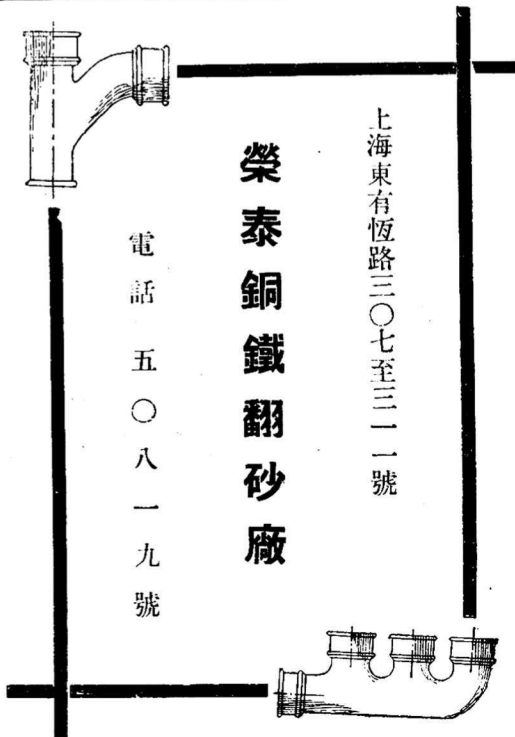 上海東有恆路三〇七至三一一號
榮泰銅鐵翻砂廠
電話 五〇八一九號